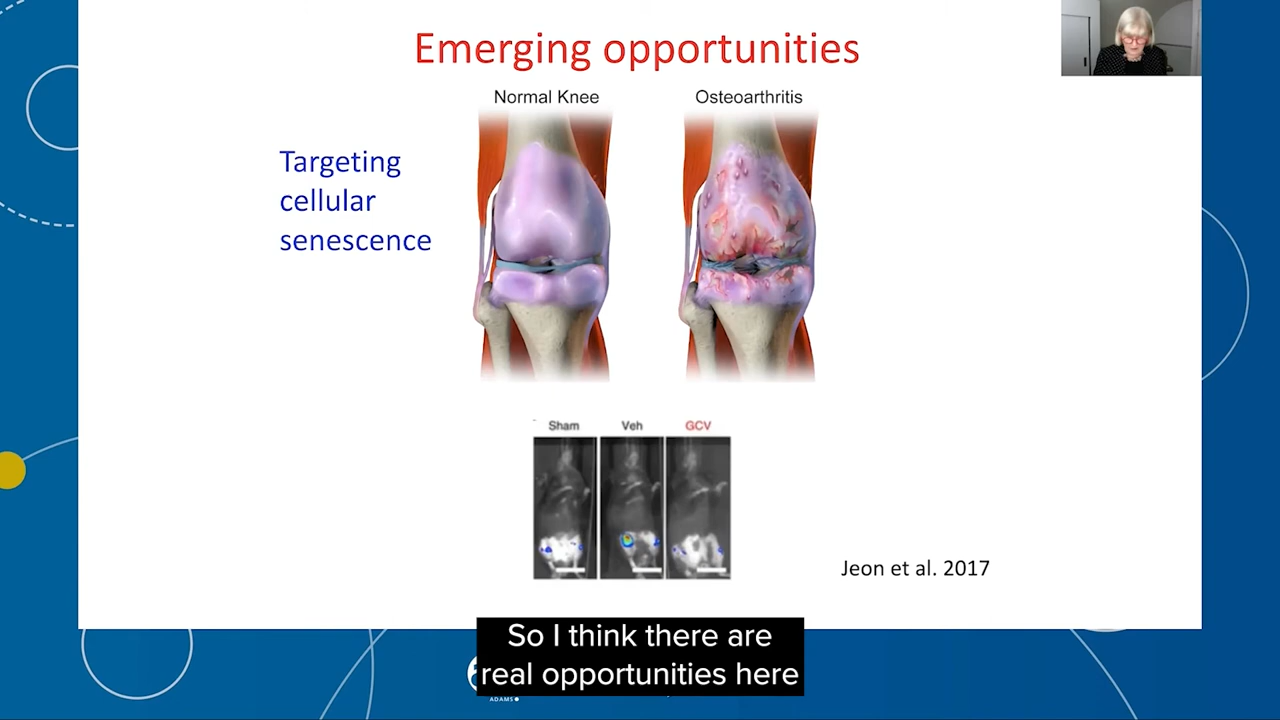 Emerging opportunities
Normal Knee
Osteoarthritis
Targeting
cellular
senescence
Sham
Veh
GCV
Jeon et al. 2017
So I think there are
real opportunities here
ADAMS